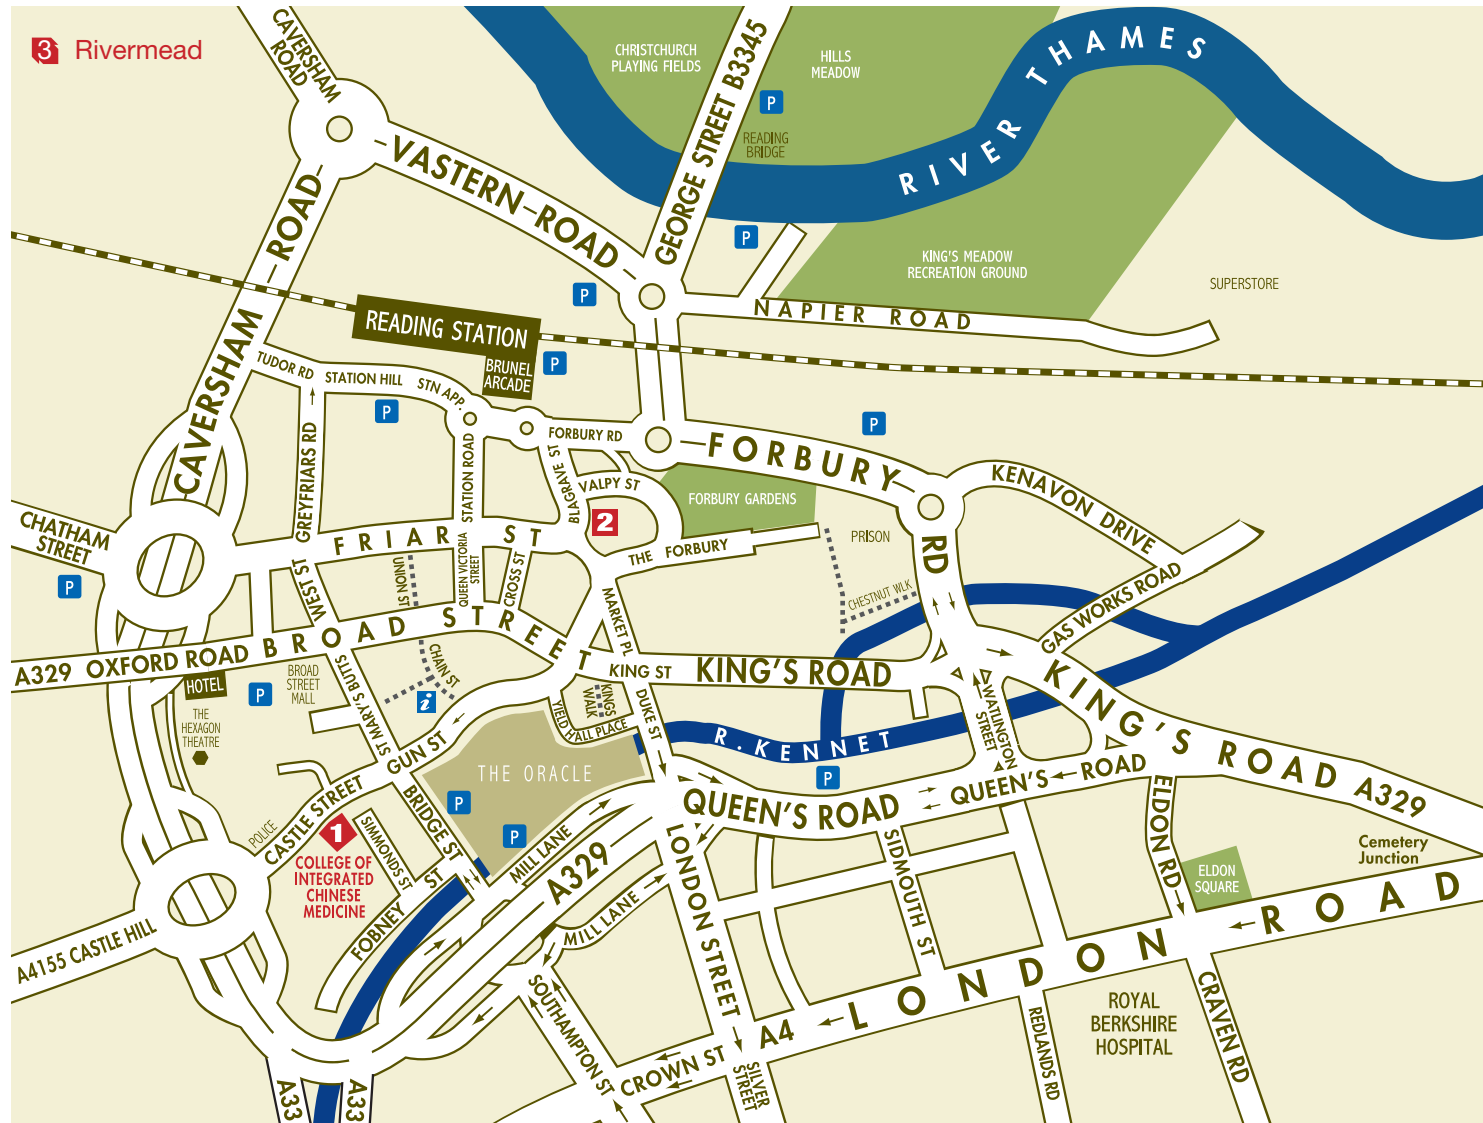 3 Rivermead
CAVERSHAM
ROAD
CHRISTCHURCH
PLAYING FIELDS
HILLS
MEADOW
GEORGE STREET B3345
P
READING
BRIDGE
RIVER THAMES
VASTERN ROAD
CAVERSHAM ROAD
P
KING'S MEADOW
RECREATION GROUND
SUPERSTORE
P
NAPIER ROAD
READING STATION
BRUNEL
ARCADE
P
TUDOR RD
STATION HILL
STN APP.
P
P
FORBURY RD
FORBURY RD
KENAVON DRIVE
GREYFRIARS RD
STATION ROAD
BLAGRAVE ST
VALPY ST
FORBURY GARDENS
2
CHATHAM
STREET
P
FRIAR ST
THE FORBURY
PRISON
WEST ST
UNION ST
QUEEN VICTORIA
STREET
CROSS ST
MARKET PL
CHESTNUT WLK
GAS WORKS ROAD
A329 OXFORD ROAD
BROAD STREET
HOTEL
P
BROAD
STREET
MALL
ST MARY'S BUTTS
CHAIN ST
i
KING ST
KING'S ROAD
KINGS
WALK
YIELD HALL PLACE
DUKE ST
WATLINGTON
STREET
KING'S ROAD A329
THE
HEXAGON
THEATRE
GUN ST
THE ORACLE
R. KENNET
P
QUEEN'S ROAD
QUEEN'S ROAD
P
P
POLICE
CASTLE STREET
1
COLLEGE OF
INTEGRATED
CHINESE
MEDICINE
SIMMONDS ST
BRIDGE ST
FOBNEY ST
MILL LANE
A329
MILL LANE
LONDON STREET
SIDMOUTH ST
ELDON RD
ELDON
SQUARE
Cemetery
Junction
A4155 CASTLE HILL
SOUTHAMPTON ST
A4
LONDON ROAD
CROWN ST
SILVER
STREET
REDLANDS RD
ROYAL
BERKSHIRE
HOSPITAL
CRAVEN RD
A33
A33